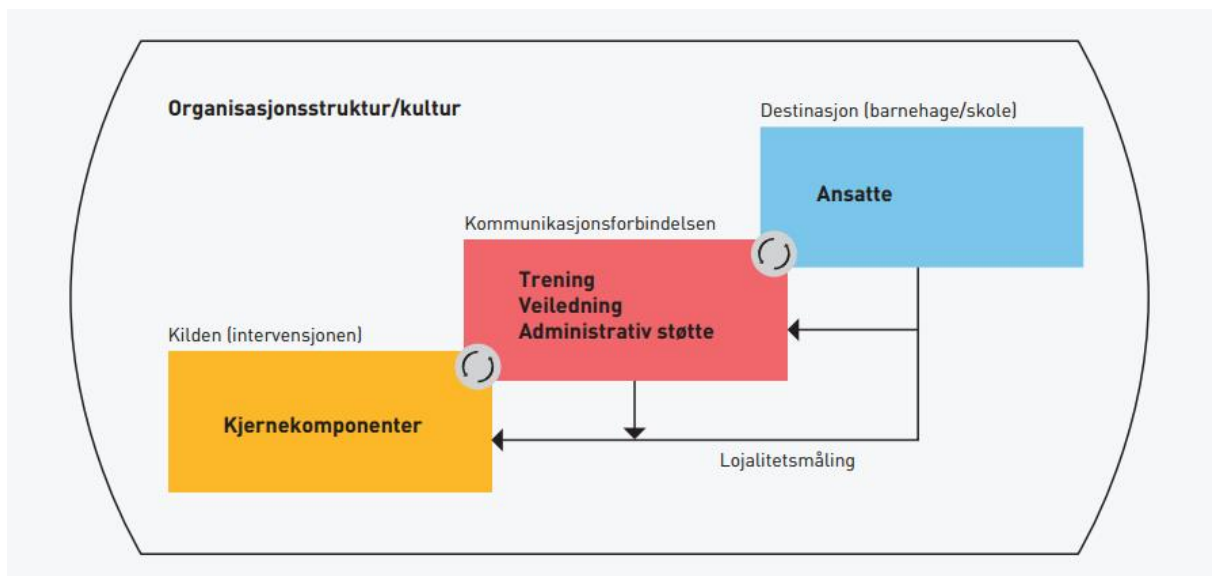 Organisasjonsstruktur/kultur
Destinasjon (barnehage/skole)
Ansatte
Kommunikasjonsforbindelsen
Trening
Veiledning
Administrativ støtte
Kilden (intervensjonen)
Kjernekomponenter
Lojalitetsmåling